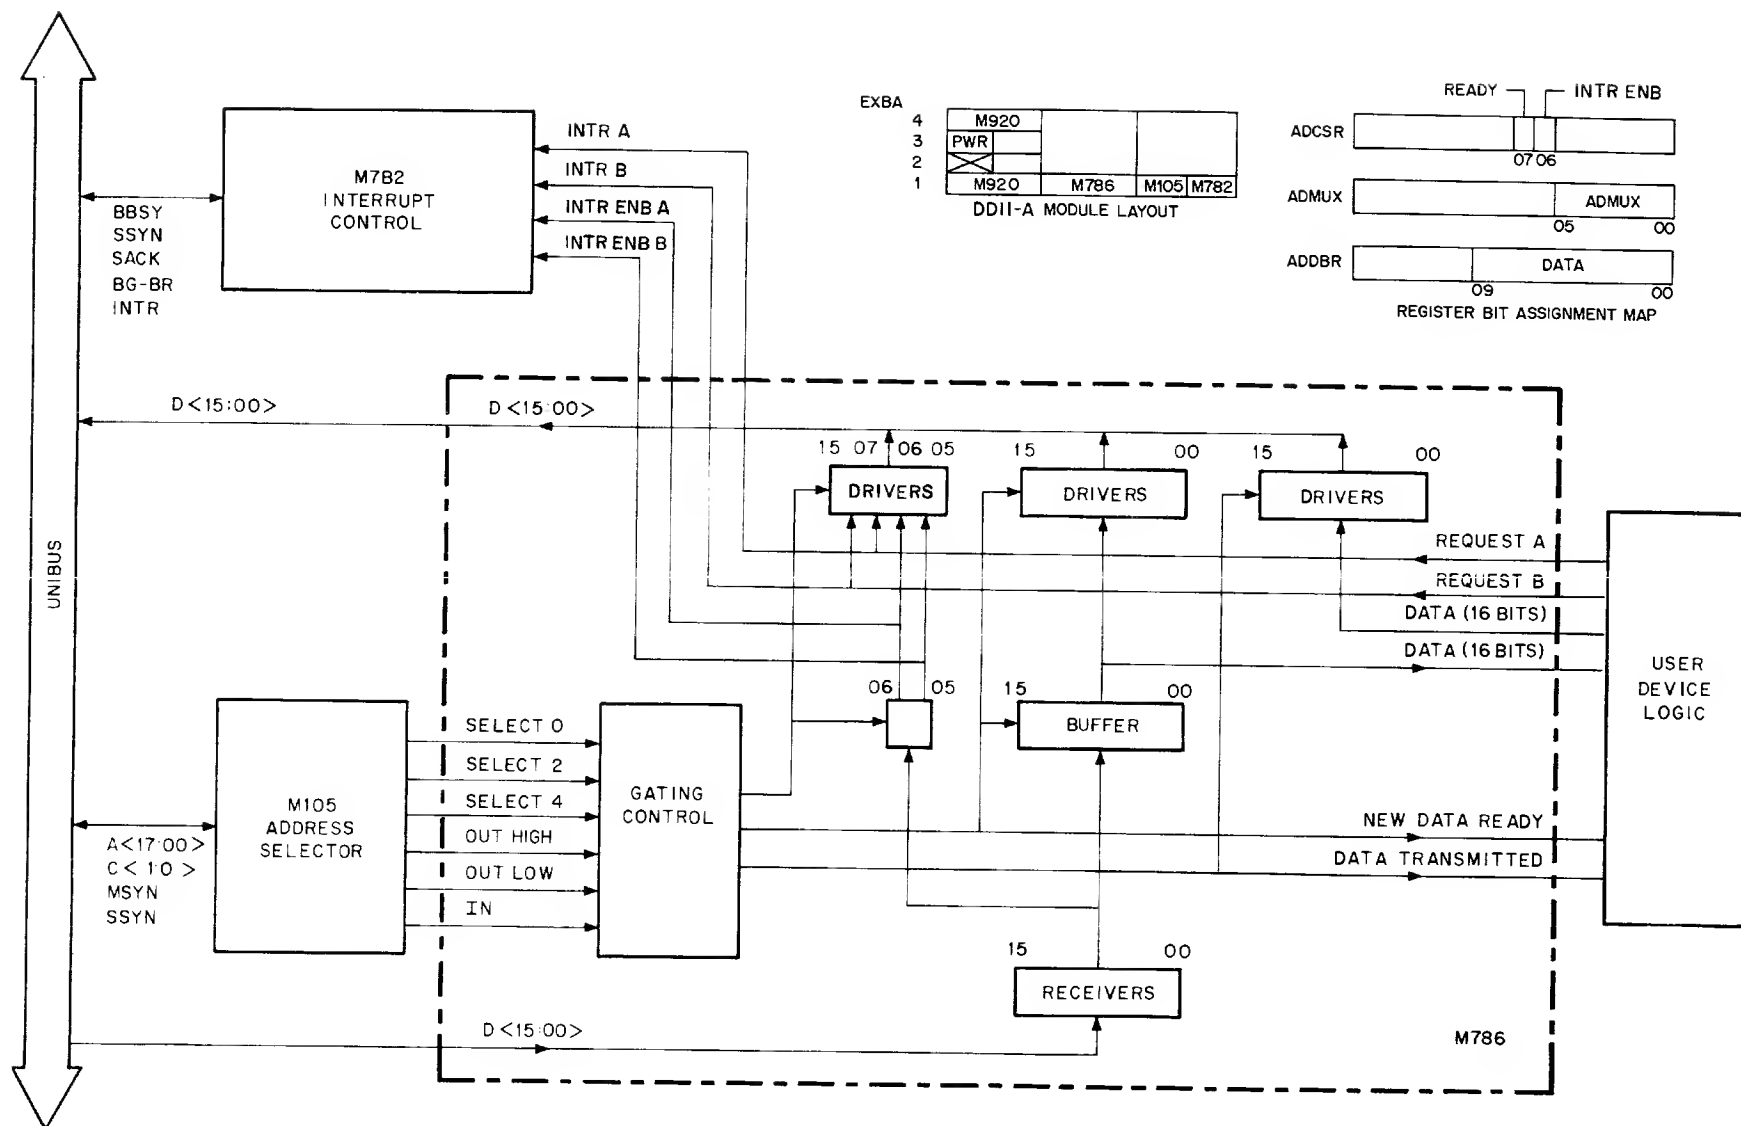 EXBA
4 M920
3 PWR
2
1 M920 M786 M105 M782
DD11-A MODULE LAYOUT
READY INTR ENB
ADCSR
07 06
ADMUX ADMUX
05 00
ADDBR DATA
09 00
REGISTER BIT ASSIGNMENT MAP
UNIBUS
M782
INTERRUPT
CONTROL
INTR A
INTR B
INTR ENB A
INTR ENB B
BBSY
SSYN
SACK
BG-BR
INTR
D<15:00> D<15:00>
15 07 06 05 15 00 15 00
DRIVERS DRIVERS DRIVERS
REQUEST A
REQUEST B
DATA (16 BITS)
DATA (16 BITS)
USER
DEVICE
LOGIC
06 05 15 00
BUFFER
M105
ADDRESS
SELECTOR
A<17:00>
C<1:0>
MSYN
SSYN
SELECT 0
SELECT 2
SELECT 4
OUT HIGH
OUT LOW
IN
GATING
CONTROL
NEW DATA READY
DATA TRANSMITTED
15 00
RECEIVERS
D<15:00>
M786